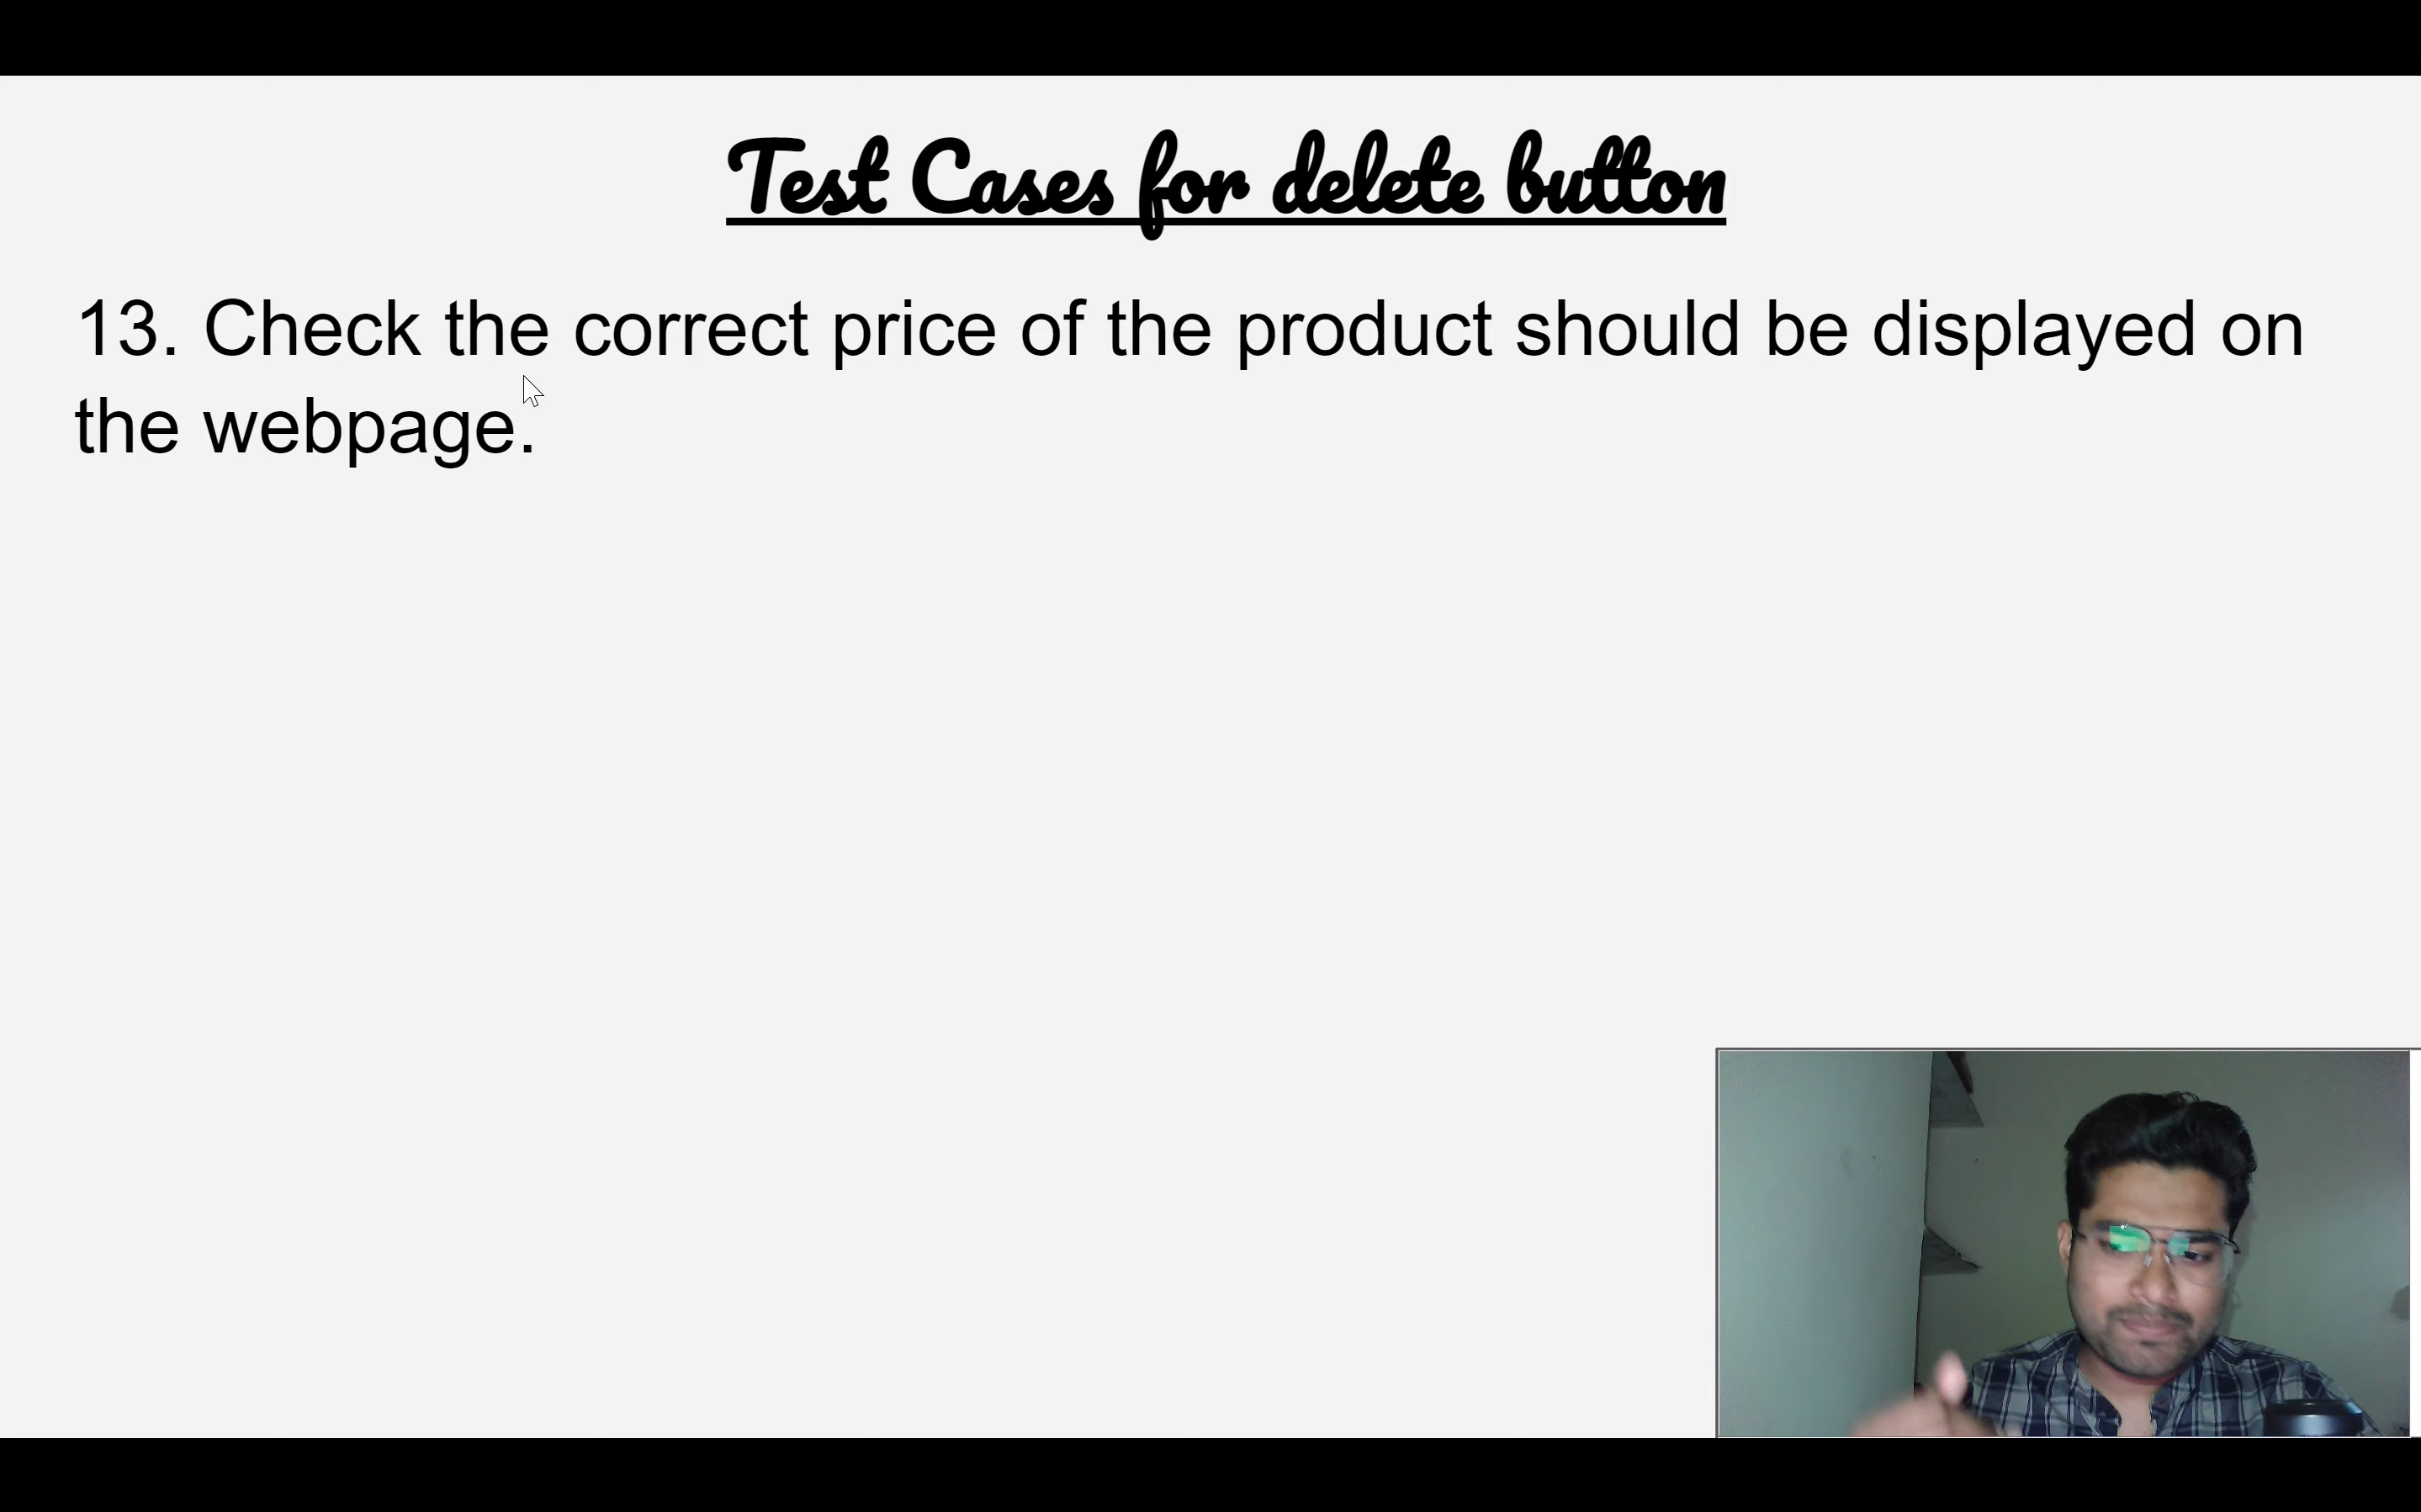 Test Cases for delete button
13. Check the correct price of the product should be displayed on
the webpage.